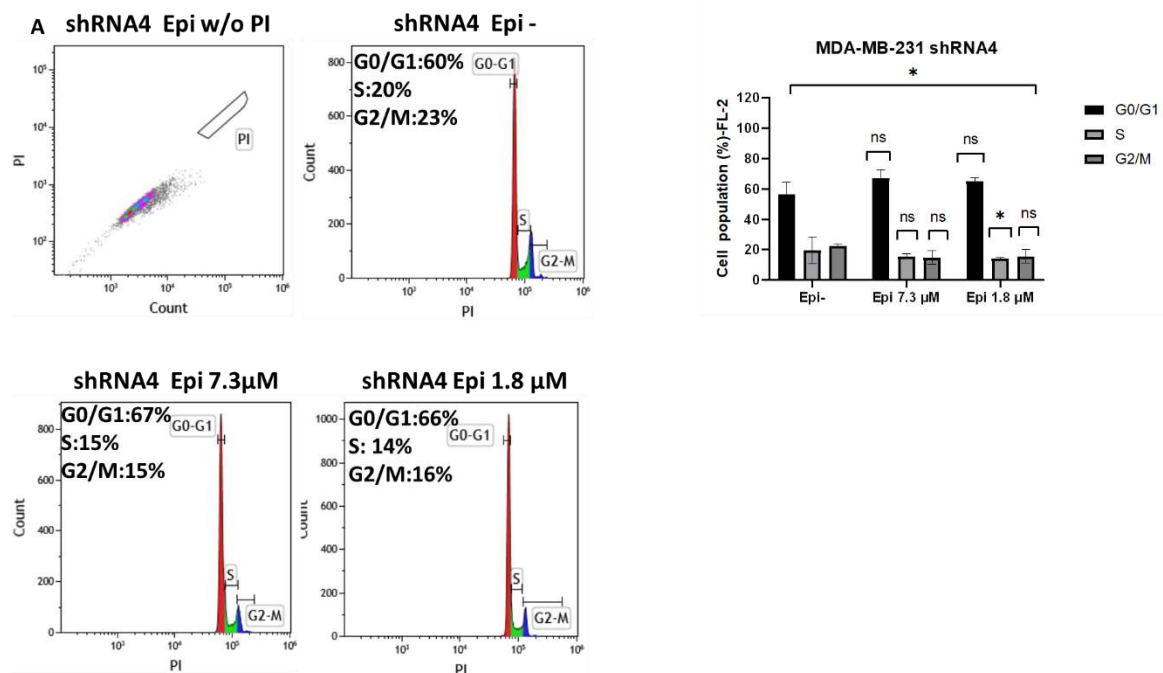 A
shRNA4 Epi w/o PI
PI
10⁵
10⁴
10³
10²
PI
10³
10⁴
10⁵
10⁶
Count
shRNA4 Epi -
G0/G1:60%
S:20%
G2/M:23%
G0-G1
S
G2-M
Count
800
600
400
200
0
10³
10⁴
10⁵
10⁶
PI
MDA-MB-231 shRNA4
*
Cell population (%)-FL-2
120
100
80
60
40
20
0
ns
ns
ns
ns
*
ns
Epi-
Epi 7.3 µM
Epi 1.8 µM
G0/G1
S
G2/M
shRNA4 Epi 7.3µM
G0/G1:67%
S:15%
G2/M:15%
G0-G1
S
G2-M
Count
800
600
400
200
0
10³
10⁴
10⁵
10⁶
PI
shRNA4 Epi 1.8 µM
G0/G1:66%
S: 14%
G2/M:16%
G0-G1
S
G2-M
Count
1000
800
600
400
200
0
10³
10⁴
10⁵
10⁶
PI